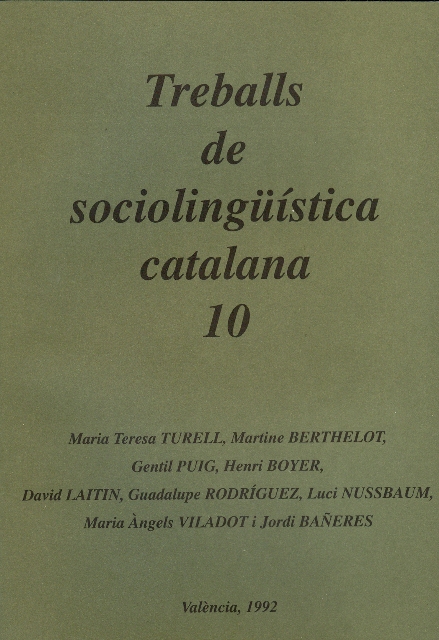 Treballs
de
sociolingüística
catalana
10
Maria Teresa TURELL, Martine BERTHELOT,
Gentil PUIG, Henri BOYER,
David LAITIN, Guadalupe RODRÍGUEZ, Luci NUSSBAUM,
Maria Àngels VILADOT i Jordi BAÑERES
València, 1992